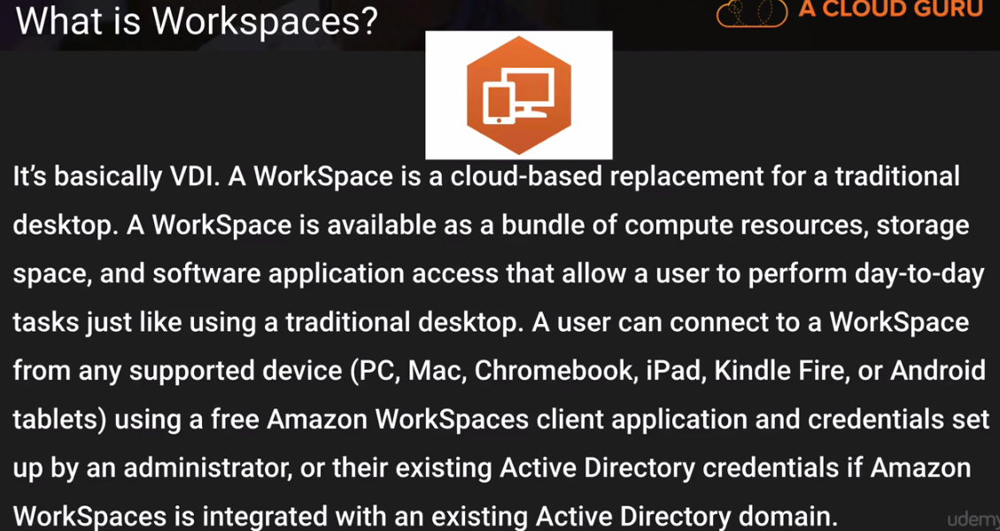 What is Workspaces?
A CLOUD GURU
It's basically VDI. A WorkSpace is a cloud-based replacement for a traditional
desktop. A WorkSpace is available as a bundle of compute resources, storage
space, and software application access that allow a user to perform day-to-day
tasks just like using a traditional desktop. A user can connect to a WorkSpace
from any supported device (PC, Mac, Chromebook, iPad, Kindle Fire, or Android
tablets) using a free Amazon WorkSpaces client application and credentials set
up by an administrator, or their existing Active Directory credentials if Amazon
WorkSpaces is integrated with an existing Active Directory domain.
udemy